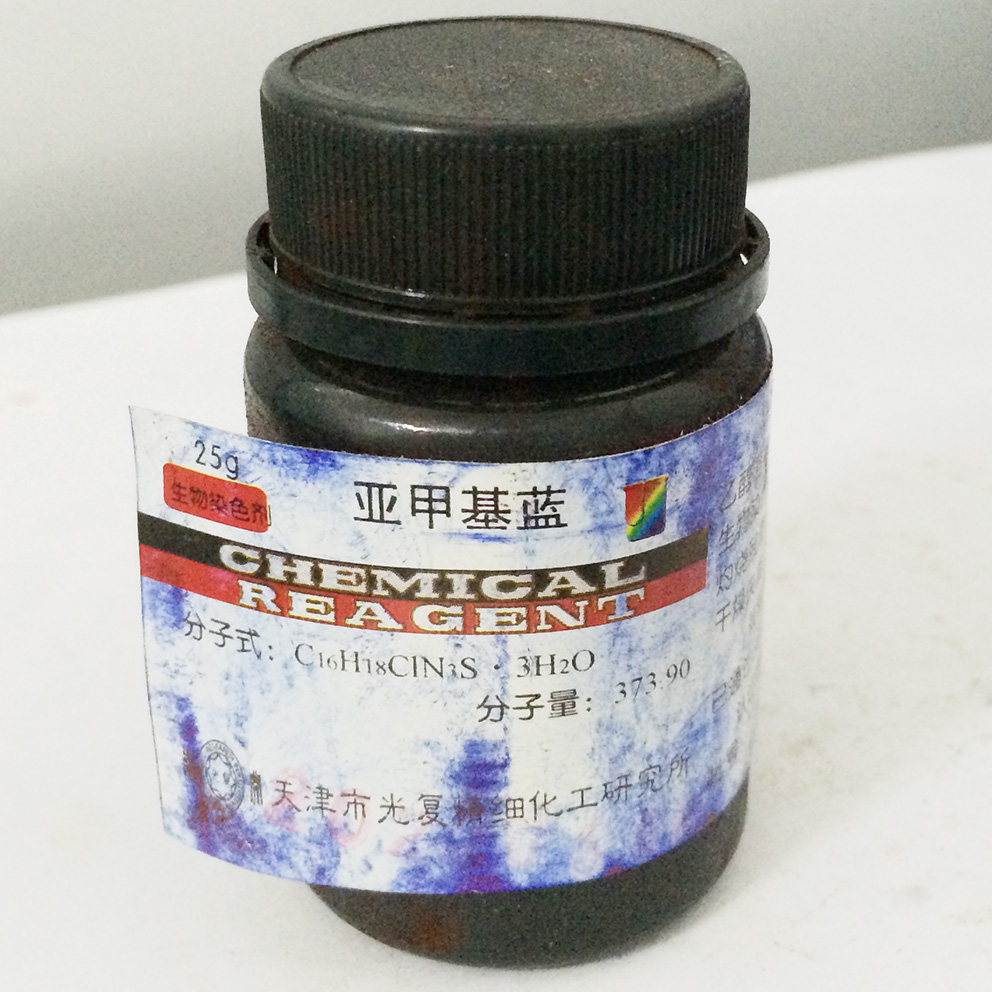 25g
生物染色剂
亚甲基蓝
CHEMICAL
REAGENT
分子式：C16H18ClN3S · 3H2O
分子量：373.90
天津市光复精细化工研究所